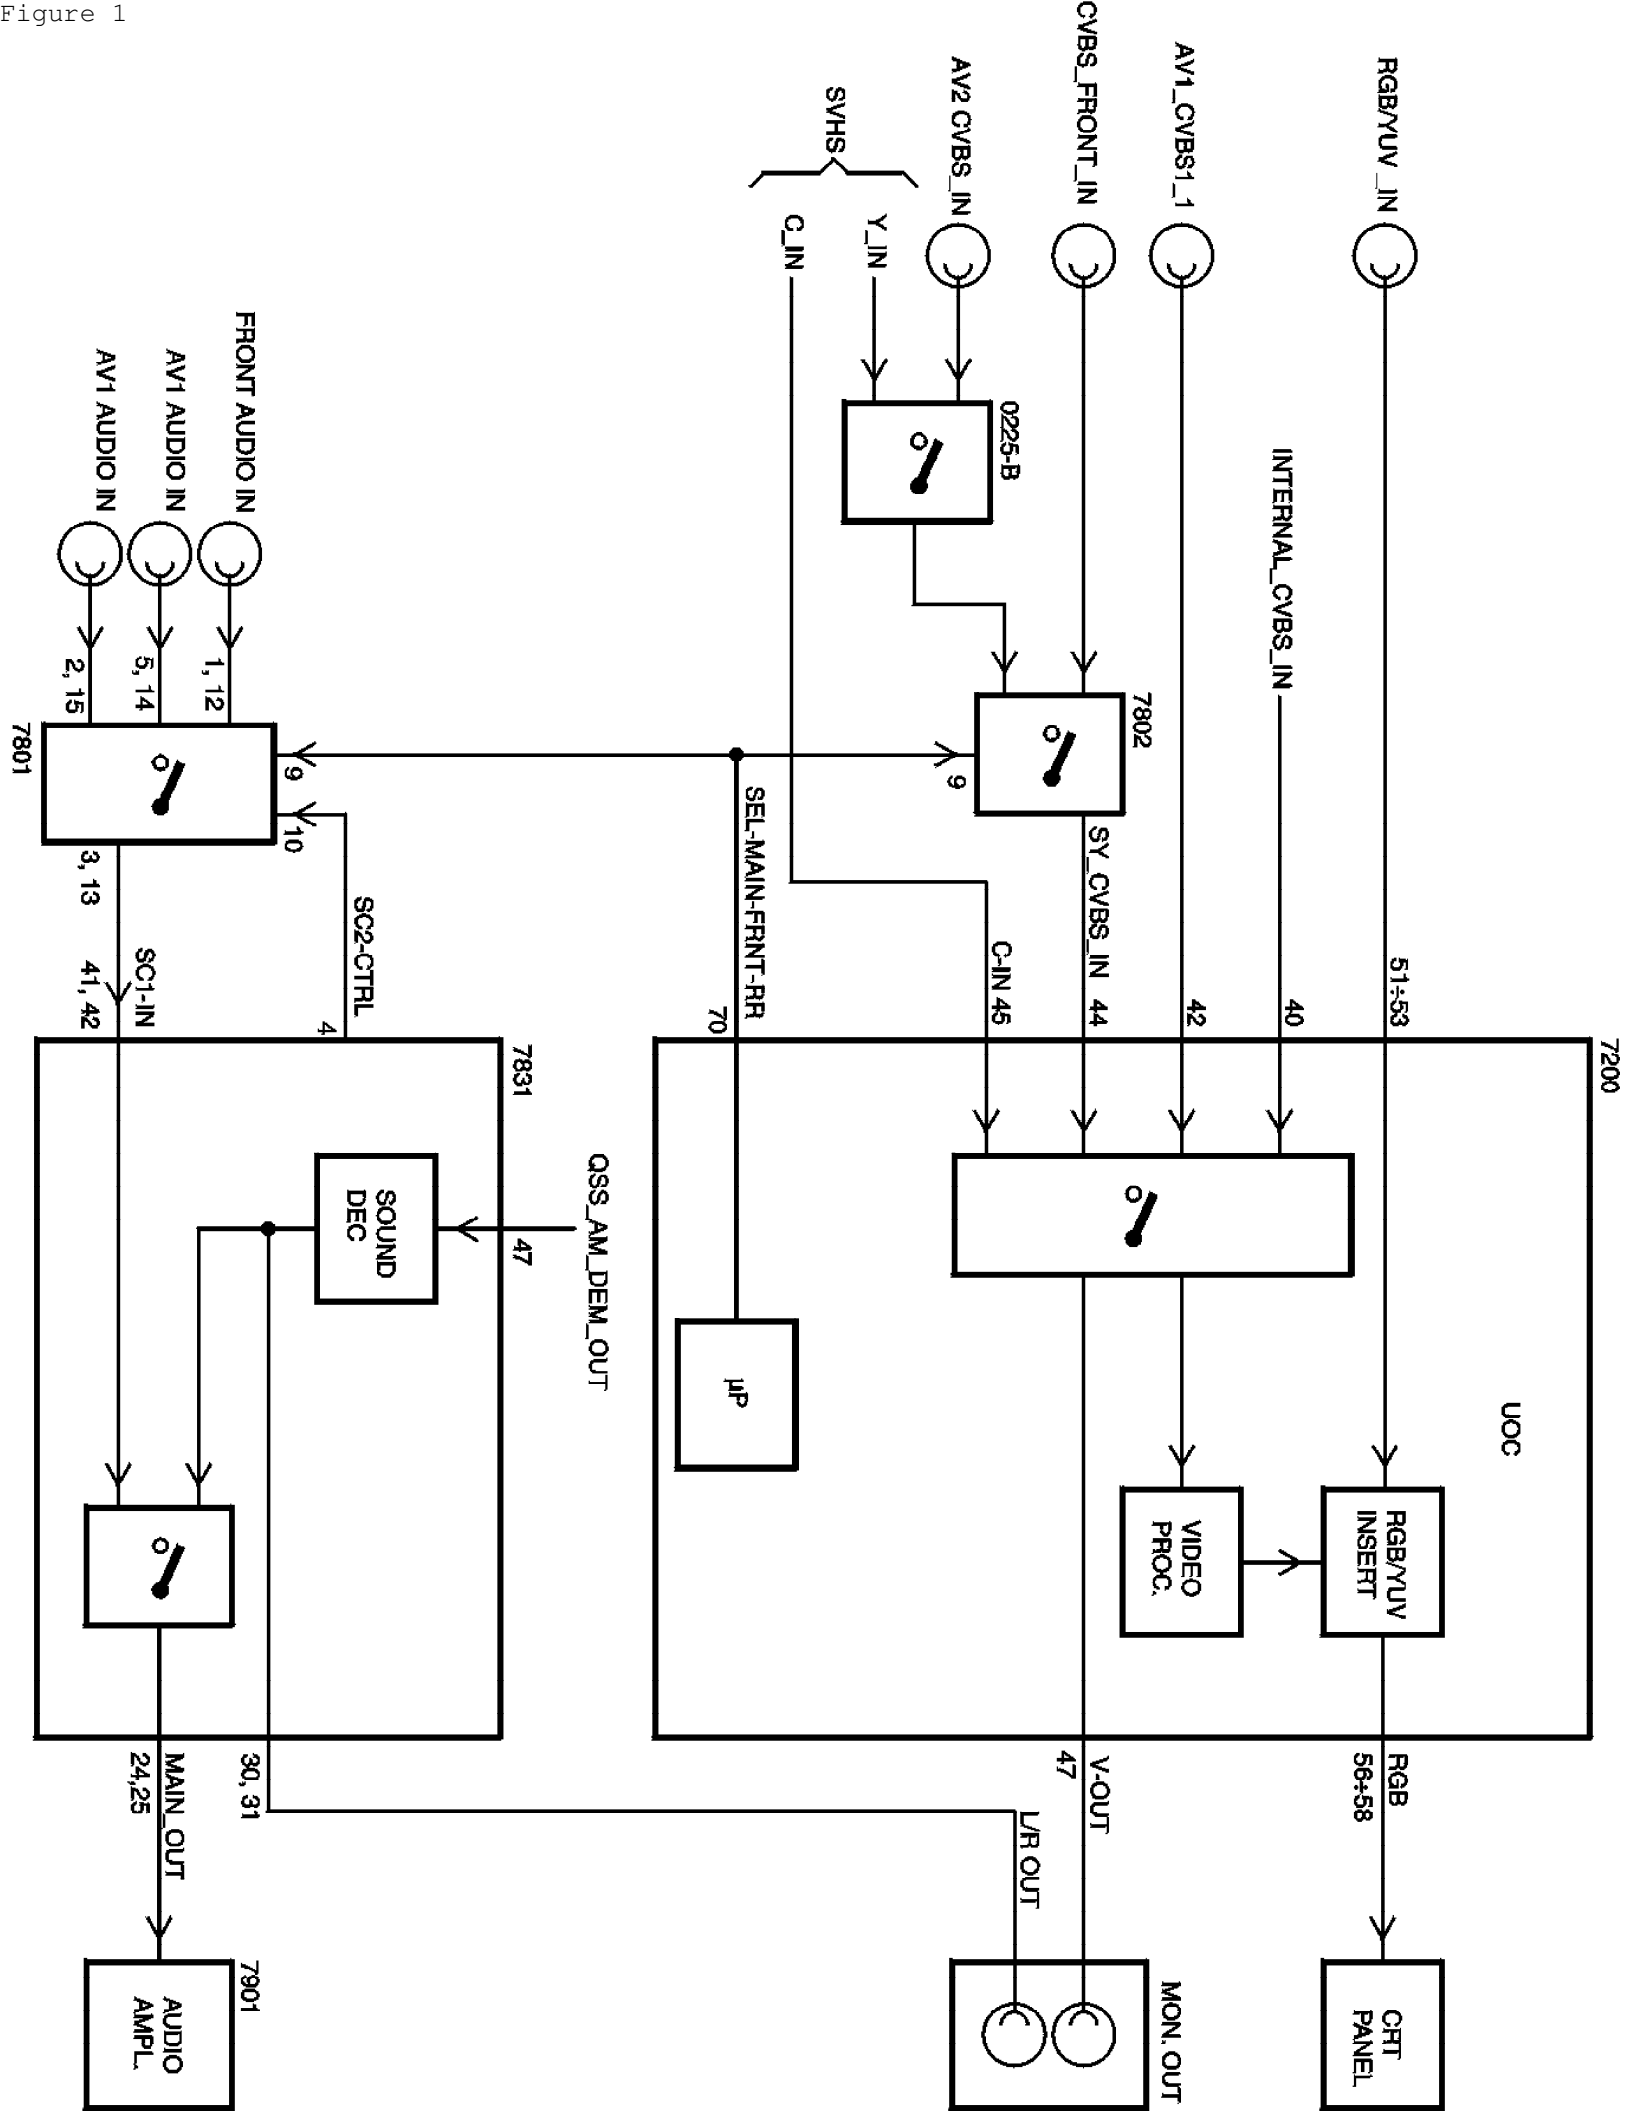 Figure 1
RGB/YUV _IN
51÷53
7200
UOC
RGB/YUV
INSERT
RGB
56÷58
CRT
PANEL
INTERNAL_CVBS_IN
40
AV1_CVBS1_1
42
VIDEO
PROC.
CVBS_FRONT_IN
7802
SY_CVBS_IN
44
V-OUT
47
MON. OUT
AV2 CVBS_IN
0225-B
9
C-IN 45
L/R OUT
SVHS
Y_IN
C_IN
SEL-MAIN-FRNT-RR
70
µP
QSS_AM_DEM_OUT
47
7831
SOUND
DEC
SC2-CTRL
4
9
10
30, 31
FRONT AUDIO IN
1, 12
AV1 AUDIO IN
5, 14
AV1 AUDIO IN
2, 15
7801
3, 13
SC1-IN
41, 42
MAIN_OUT
24,25
7901
AUDIO
AMPL.